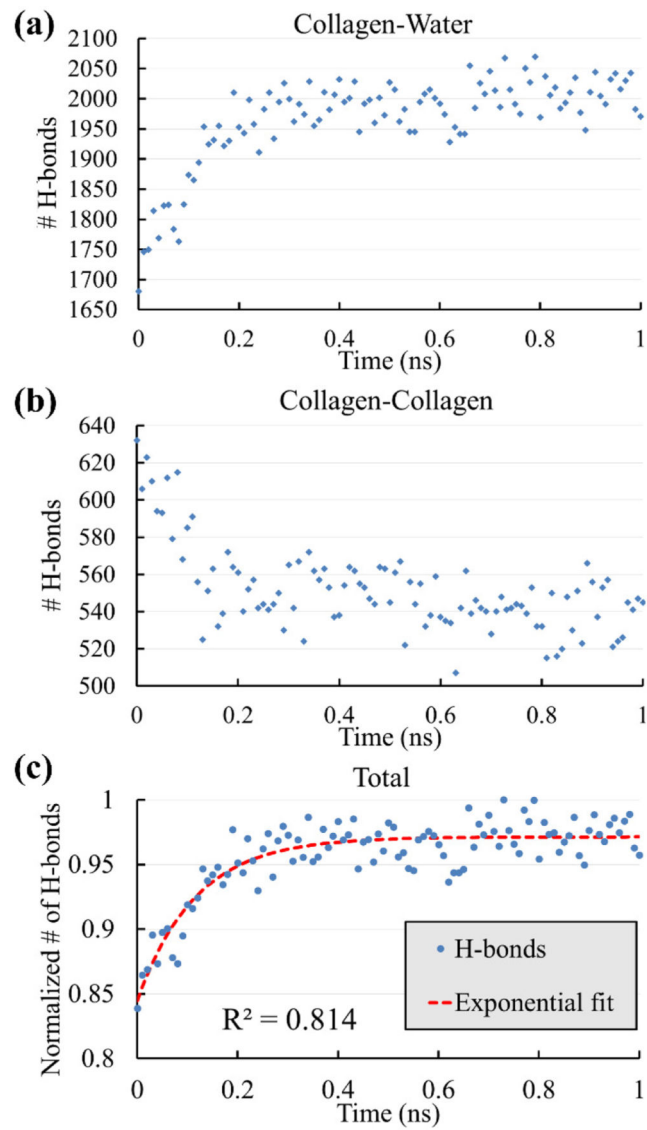 (a)
Collagen-Water
# H-bonds
2100
2050
2000
1950
1900
1850
1800
1750
1700
1650
0 0.2 0.4 0.6 0.8 1
Time (ns)
(b)
Collagen-Collagen
# H-bonds
640
620
600
580
560
540
520
500
0 0.2 0.4 0.6 0.8 1
Time (ns)
(c)
Total
Normalized # of H-bonds
1
0.95
0.9
0.85
0.8
H-bonds
Exponential fit
R² = 0.814
0 0.2 0.4 0.6 0.8 1
Time (ns)